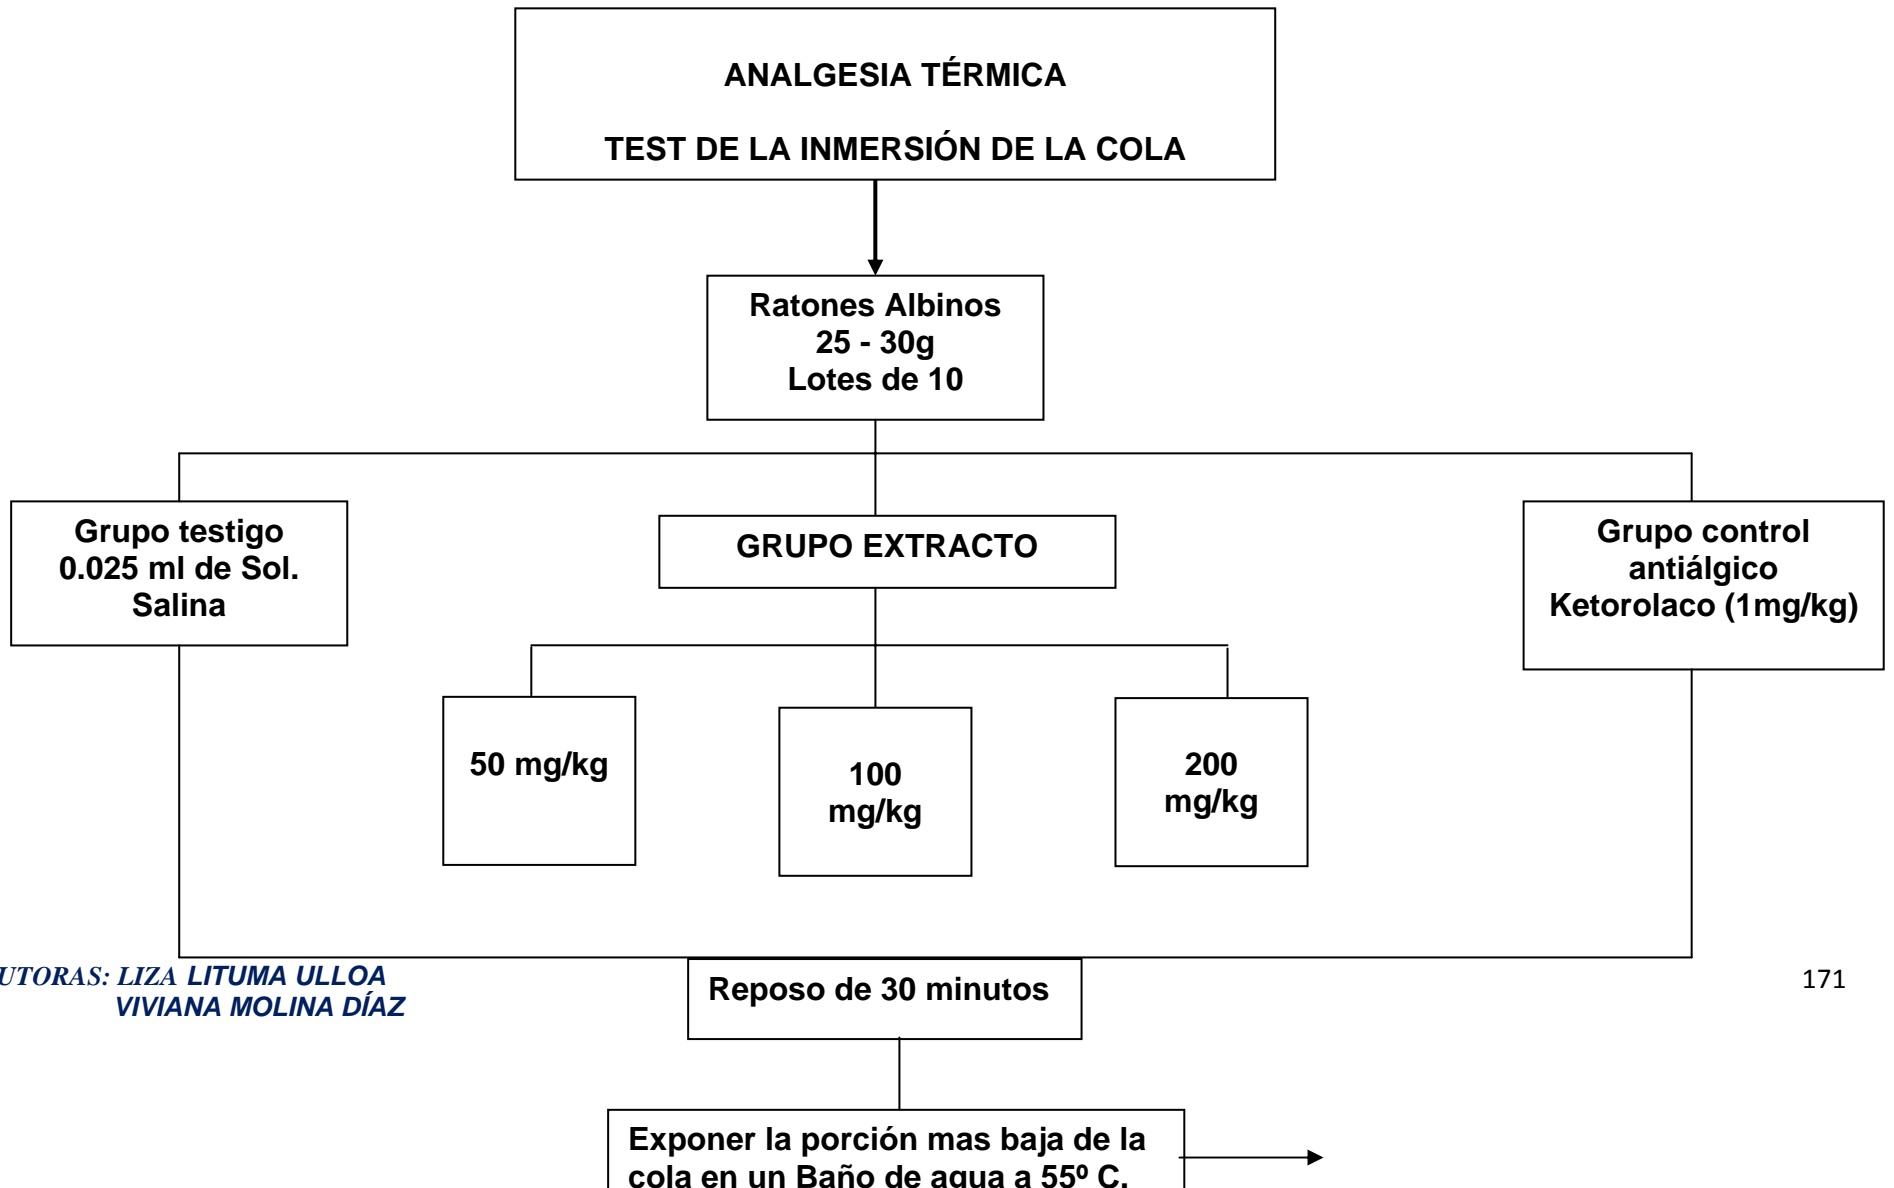 ANALGESIA TÉRMICA
TEST DE LA INMERSIÓN DE LA COLA
Ratones Albinos
25 - 30g
Lotes de 10
Grupo testigo
0.025 ml de Sol.
Salina
GRUPO EXTRACTO
Grupo control
antiálgico
Ketorolaco (1mg/kg)
50 mg/kg
100
mg/kg
200
mg/kg
UTORAS: LIZA LITUMA ULLOA
VIVIANA MOLINA DÍAZ
171
Reposo de 30 minutos
Exponer la porción mas baja de la
cola en un Baño de agua a 55º C.